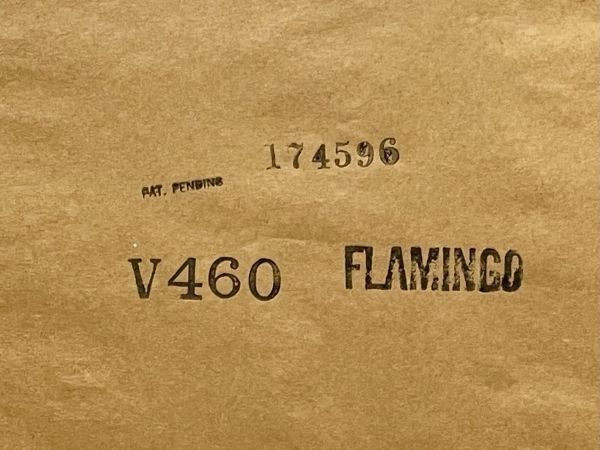 174596
PAT. PENDING
V460 FLAMINGO